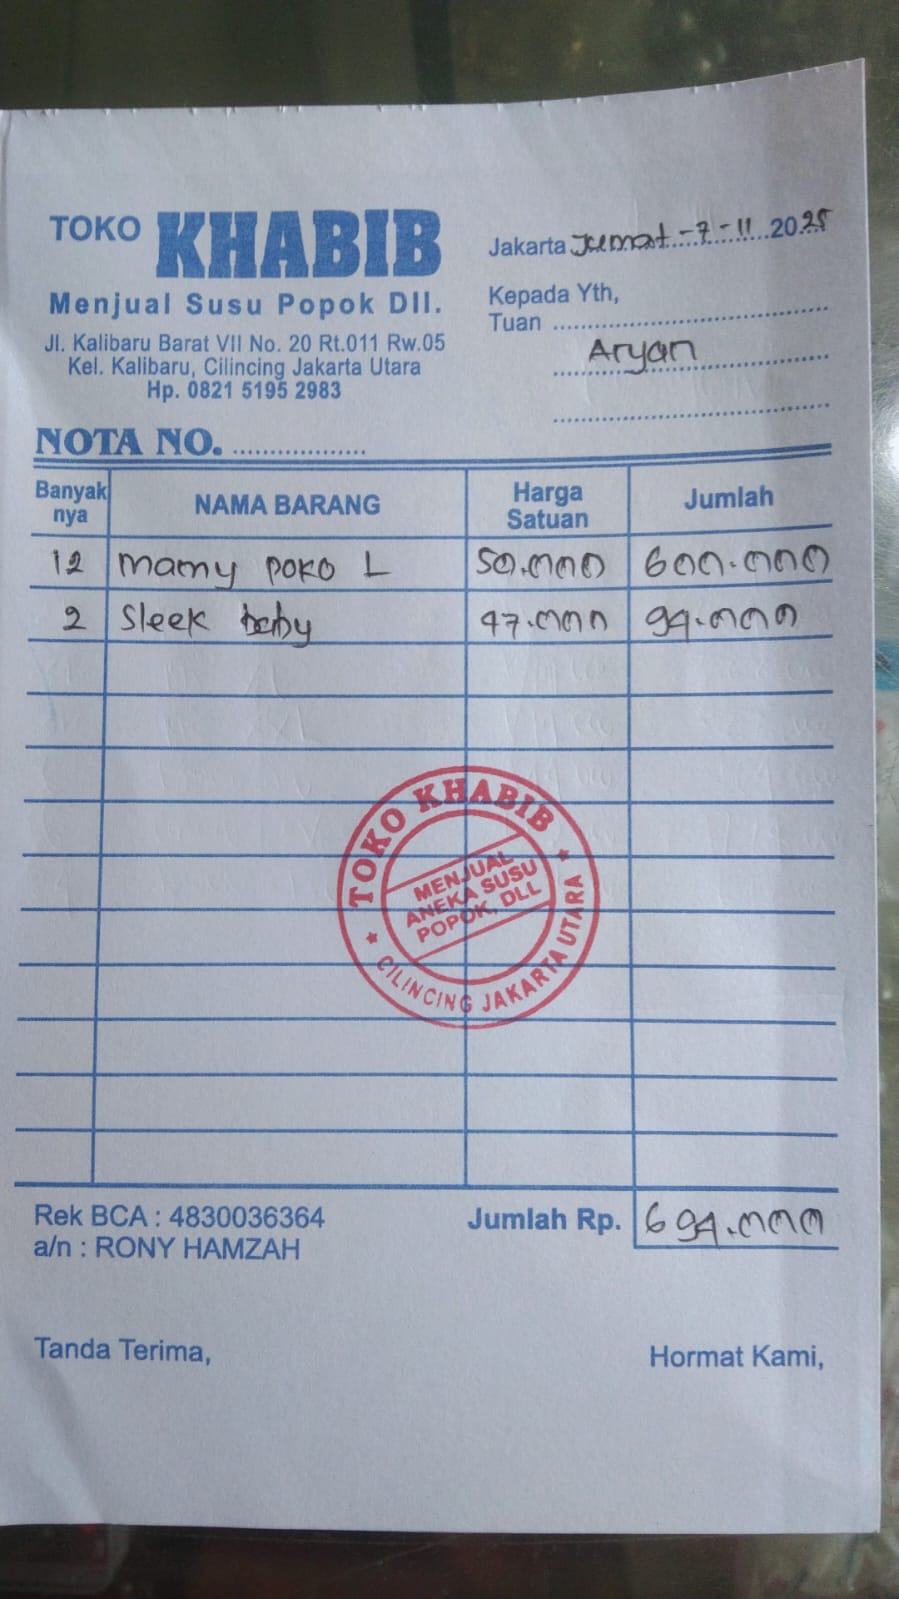 TOKO KHABIB
Menjual Susu Popok Dll.
Jl. Kalibaru Barat VII No. 20 Rt.011 Rw.05
Kel. Kalibaru, Cilincing Jakarta Utara
Hp. 0821 5195 2983
Jakarta Jumat - 7 - 11 2025
Kepada Yth,
Tuan
Aryan
NOTA NO.
Banyak nya NAMA BARANG Harga Satuan Jumlah
12 Mamy Poko L 50.000 600.000
2 Sleek baby 47.000 94.000
TOKO KHABIB
MENJUAL
ANEKA SUSU
POPOK, DLL
CILINCING JAKARTA UTARA
Rek BCA : 4830036364
a/n : RONY HAMZAH
Jumlah Rp. 694.000
Tanda Terima,
Hormat Kami,